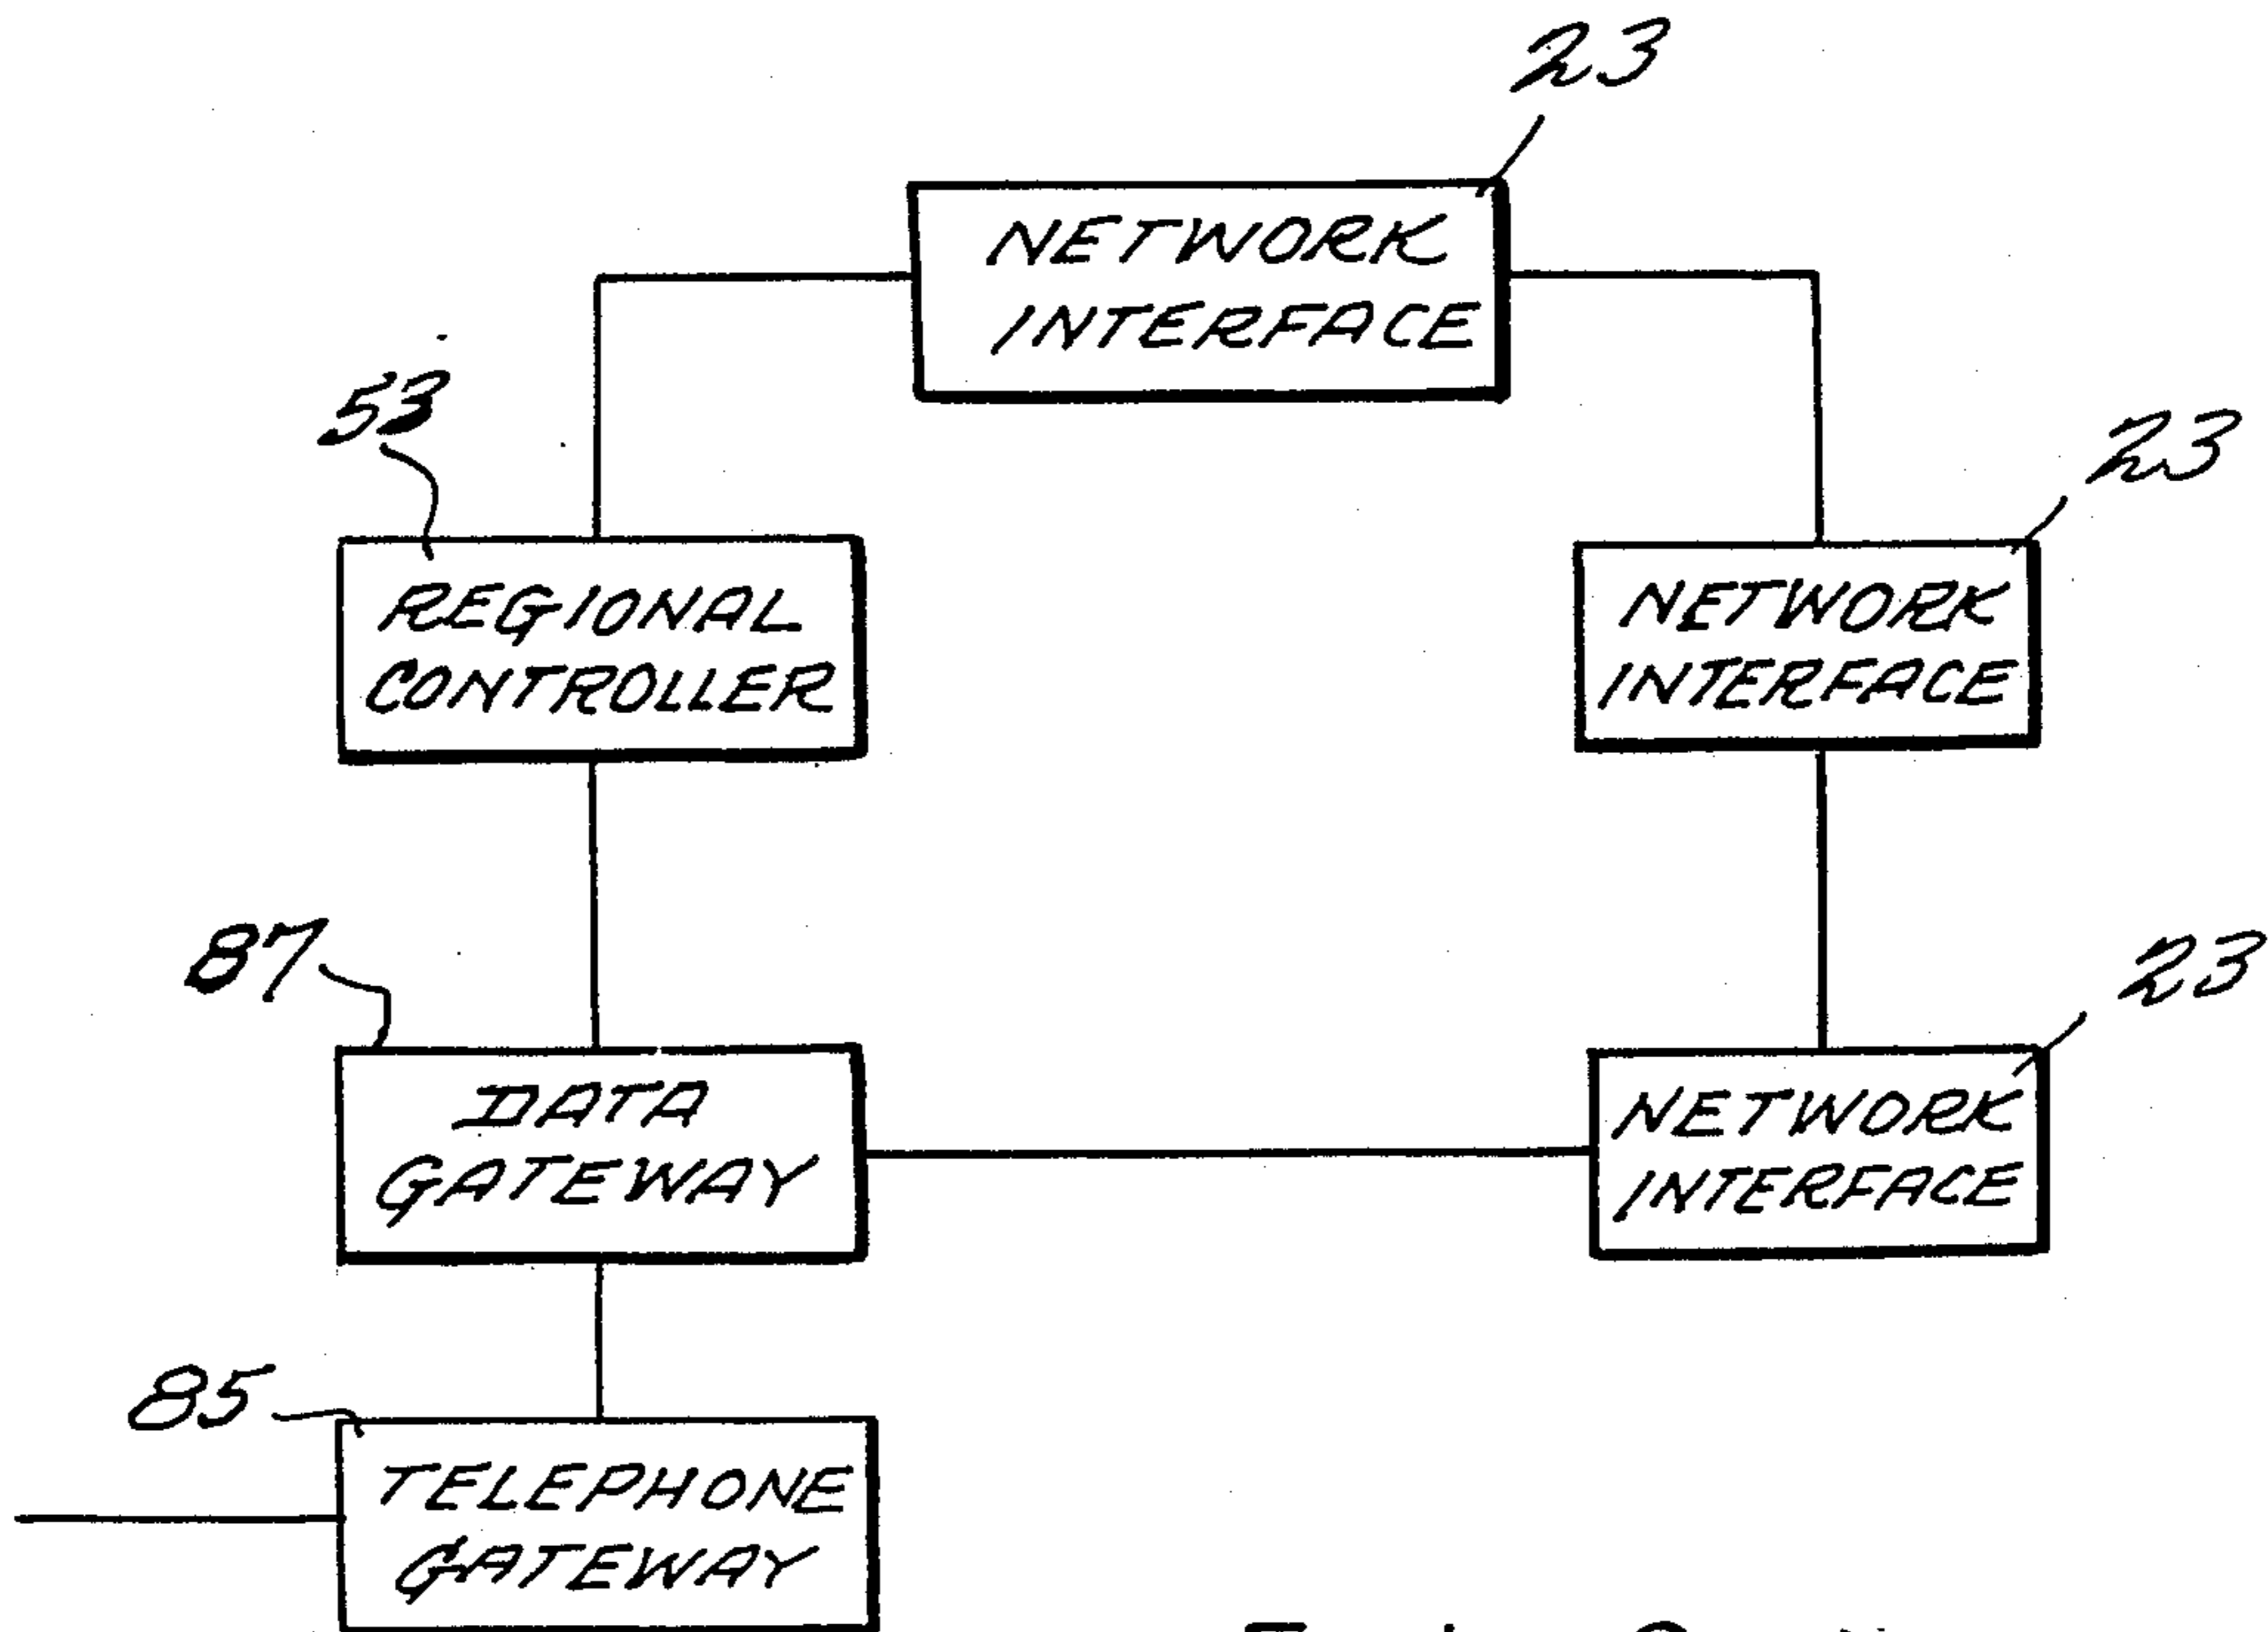 23
NETWORK
INTERFACE
53
23
REGIONAL
CONTROLLER
NETWORK
INTERFACE
87
23
DATA
GATEWAY
NETWORK
INTERFACE
85
TELEPHONE
GATEWAY